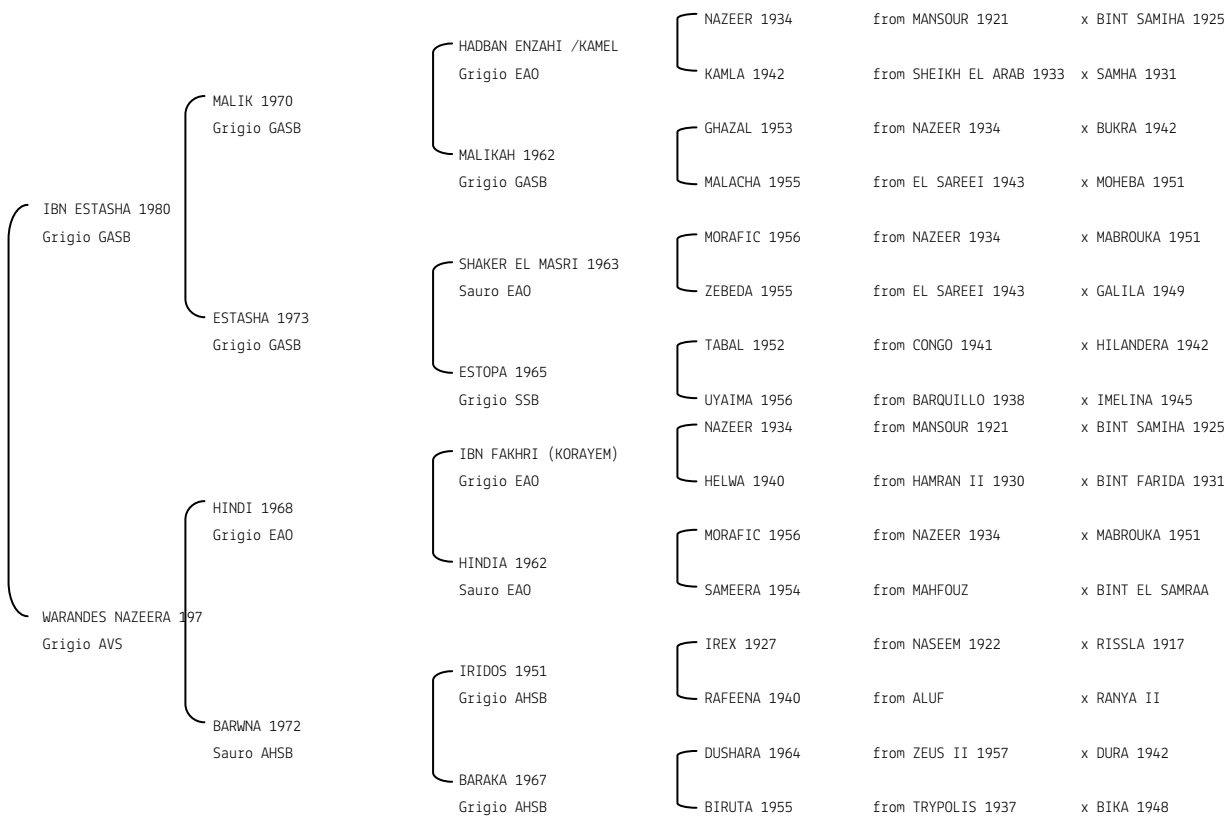 NAZEER 1934 from MANSOUR 1921 x BINT SAMIHA 1925
HADBAN ENZAHI /KAMEL
Grigio EAO KAMLA 1942 from SHEIKH EL ARAB 1933 x SAMHA 1931
MALIK 1970
Grigio GASB GHAZAL 1953 from NAZEER 1934 x BUKRA 1942
MALIKAH 1962
Grigio GASB MALACHA 1955 from EL SAREEI 1943 x MOHEBA 1951
IBN ESTASHA 1980
Grigio GASB MORAFIC 1956 from NAZEER 1934 x MABROUKA 1951
SHAKER EL MASRI 1963
Sauro EAO ZEBEDA 1955 from EL SAREEI 1943 x GALILA 1949
ESTASHA 1973
Grigio GASB TABAL 1952 from CONGO 1941 x HILANDERA 1942
ESTOPA 1965
Grigio SSB UYAIMA 1956 from BARQUILLO 1938 x IMELINA 1945
NAZEER 1934 from MANSOUR 1921 x BINT SAMIHA 1925
IBN FAKHRI (KORAYEM)
Grigio EAO HELWA 1940 from HAMRAN II 1930 x BINT FARIDA 1931
HINDI 1968
Grigio EAO MORAFIC 1956 from NAZEER 1934 x MABROUKA 1951
HINDIA 1962
Sauro EAO SAMEERA 1954 from MAHFOUZ x BINT EL SAMRAA
WARANDES NAZEERA 197
Grigio AVS IREX 1927 from NASEEM 1922 x RISSLA 1917
IRIDOS 1951
Grigio AHSB RAFEENA 1940 from ALUF x RANYA II
BARWNA 1972
Sauro AHSB DUSHARA 1964 from ZEUS II 1957 x DURA 1942
BARAKA 1967
Grigio AHSB BIRUTA 1955 from TRYPOLIS 1937 x BIKA 1948